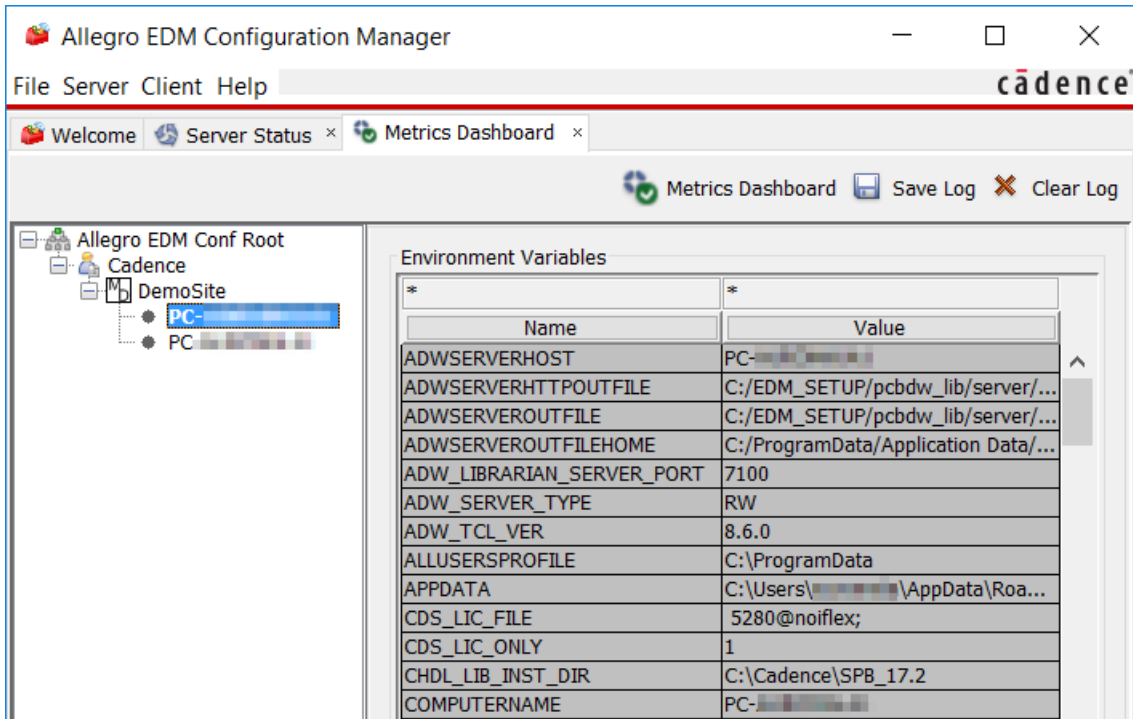 Allegro EDM Configuration Manager
File Server Client Help
cādence
Welcome Server Status × Metrics Dashboard ×
Metrics Dashboard Save Log Clear Log
Allegro EDM Conf Root
Cadence
DemoSite
PC-
PC
Environment Variables
* *
Name Value
ADWSERVERHOST PC-
ADWSERVERHTTPOUTFILE C:/EDM_SETUP/pcbdw_lib/server/...
ADWSERVEROUTFILE C:/EDM_SETUP/pcbdw_lib/server/...
ADWSERVEROUTFILEHOME C:/ProgramData/Application Data/...
ADW_LIBRARIAN_SERVER_PORT 7100
ADW_SERVER_TYPE RW
ADW_TCL_VER 8.6.0
ALLUSERSPROFILE C:\ProgramData
APPDATA C:\Users\ \AppData\Roa...
CDS_LIC_FILE 5280@noiflex;
CDS_LIC_ONLY 1
CHDL_LIB_INST_DIR C:\Cadence\SPB_17.2
COMPUTERNAME PC-